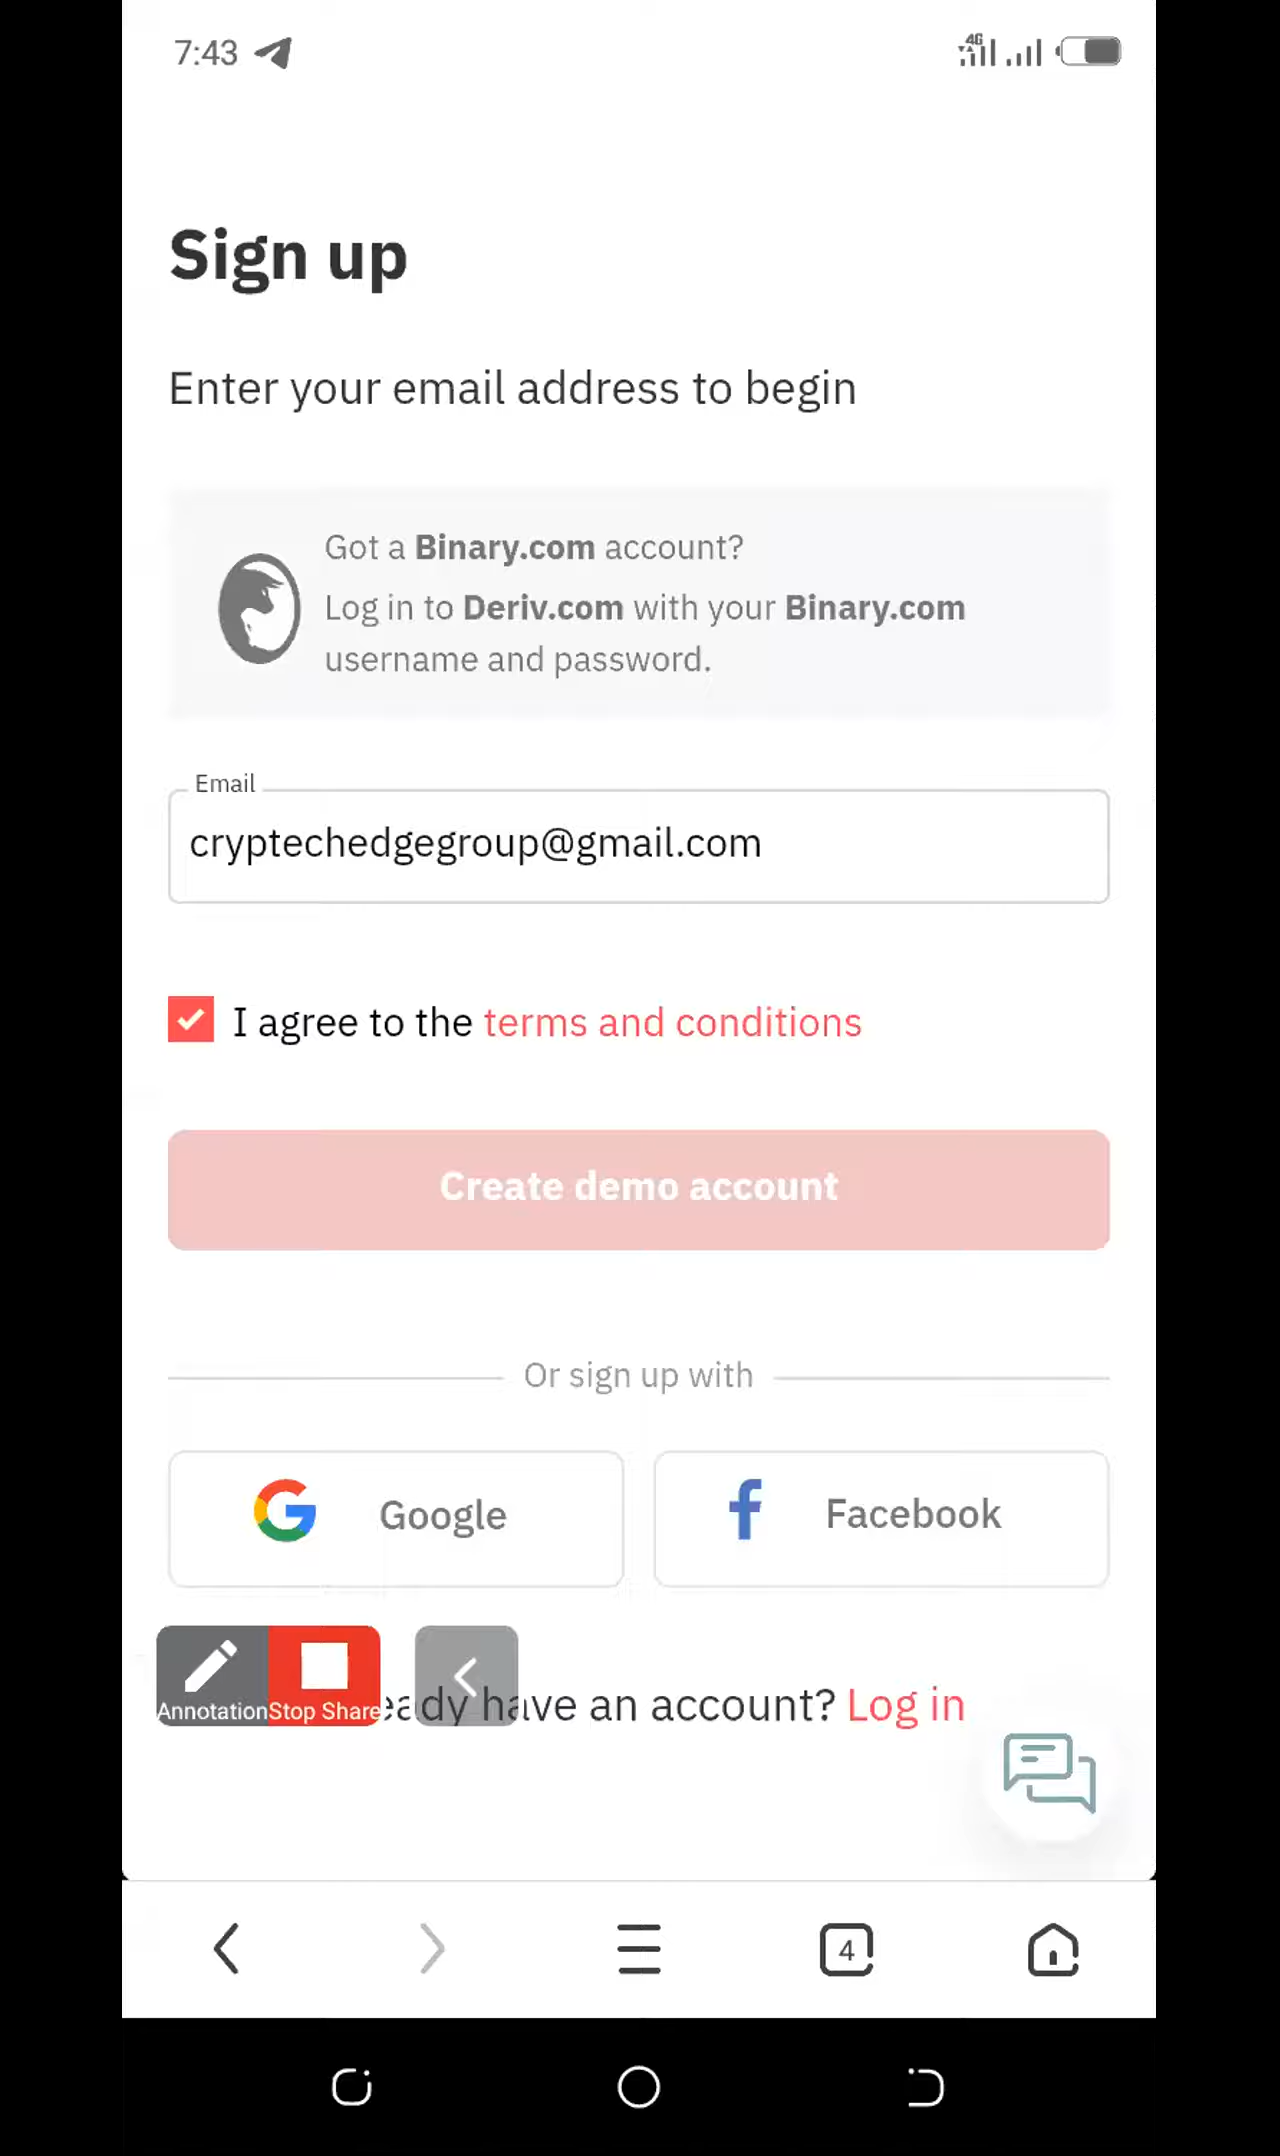 7:43
4G
Sign up
Enter your email address to begin
Got a Binary.com account?
Log in to Deriv.com with your Binary.com
username and password.
Email
cryptechedgegroup@gmail.com
I agree to the terms and conditions
Create demo account
Or sign up with
Google
Facebook
Annotation
Stop Share
have an account? Log in
4